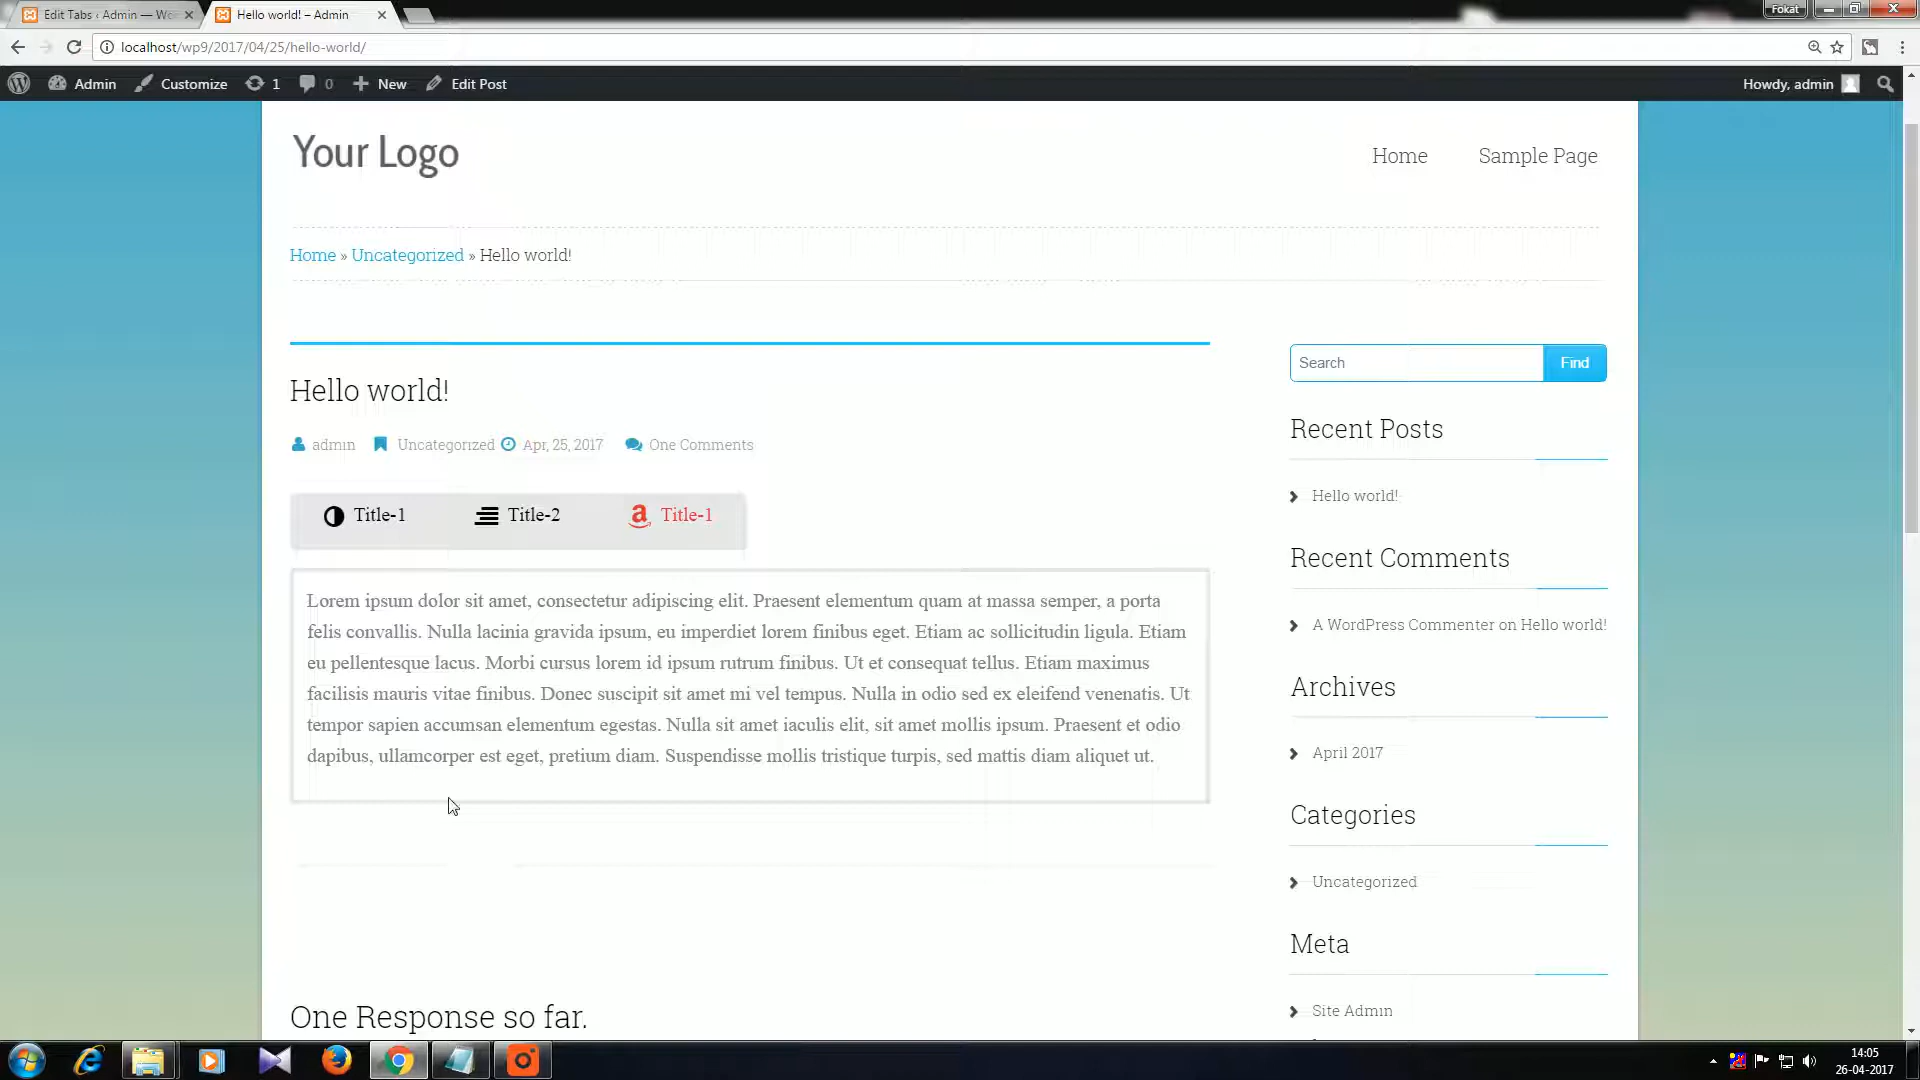 Edit Tabs ‹ Admin — Wo
Hello world! – Admin
Fokat
localhost/wp9/2017/04/25/hello-world/
Admin
Customize
1
0
New
Edit Post
Howdy, admin
Your Logo
Home
Sample Page
Home » Uncategorized » Hello world!
Search
Find
Hello world!
admin
Uncategorized
Apr, 25, 2017
One Comments
Title-1
Title-2
Title-1
Lorem ipsum dolor sit amet, consectetur adipiscing elit. Praesent elementum quam at massa semper, a porta
felis convallis. Nulla lacinia gravida ipsum, eu imperdiet lorem finibus eget. Etiam ac sollicitudin ligula. Etiam
eu pellentesque lacus. Morbi cursus lorem id ipsum rutrum finibus. Ut et consequat tellus. Etiam maximus
facilisis mauris vitae finibus. Donec suscipit sit amet mi vel tempus. Nulla in odio sed ex eleifend venenatis. Ut
tempor sapien accumsan elementum egestas. Nulla sit amet iaculis elit, sit amet mollis ipsum. Praesent et odio
dapibus, ullamcorper est eget, pretium diam. Suspendisse mollis tristique turpis, sed mattis diam aliquet ut.
One Response so far.
Recent Posts
Hello world!
Recent Comments
A WordPress Commenter on Hello world!
Archives
April 2017
Categories
Uncategorized
Meta
Site Admin
14:05
26-04-2017